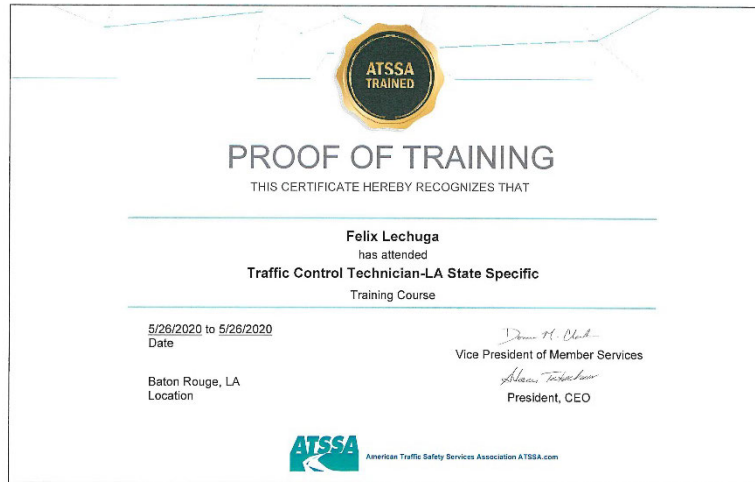 ATSSA
TRAINED
PROOF OF TRAINING
THIS CERTIFICATE HEREBY RECOGNIZES THAT
Felix Lechuga
has attended
Traffic Control Technician-LA State Specific
Training Course
5/26/2020 to 5/26/2020
Date
Vice President of Member Services
Baton Rouge, LA
Location
President, CEO
ATSSA
American Traffic Safety Services Association ATSSA.com